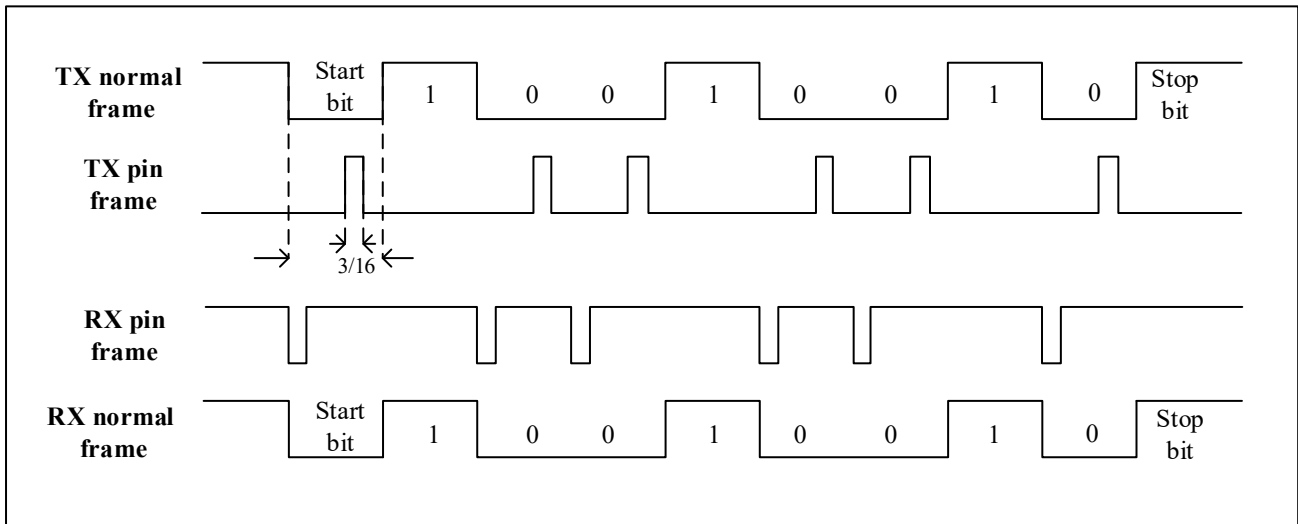 TX normal
frame
Start
bit
1 0 0 1 0 0 1 0
Stop
bit
TX pin
frame
3/16
RX pin
frame
RX normal
frame
Start
bit
1 0 0 1 0 0 1 0
Stop
bit